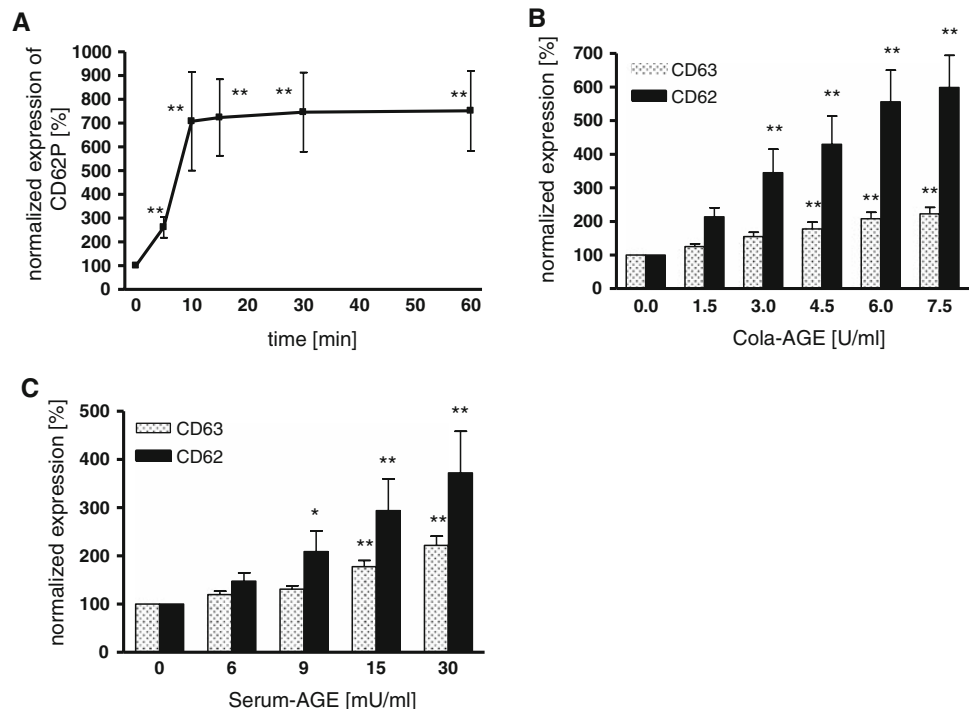 A
normalized expression of
CD62P [%]
1000
900
800
700
600
500
400
300
200
100
0
**
**
**
**
**
0 10 20 30 40 50 60
time [min]
B
normalized expression [%]
700
600
500
400
300
200
100
0
CD63
CD62
**
**
**
**
**
**
**
0.0 1.5 3.0 4.5 6.0 7.5
Cola-AGE [U/ml]
C
normalized expression [%]
500
400
300
200
100
0
CD63
CD62
*
**
**
**
**
0 6 9 15 30
Serum-AGE [mU/ml]